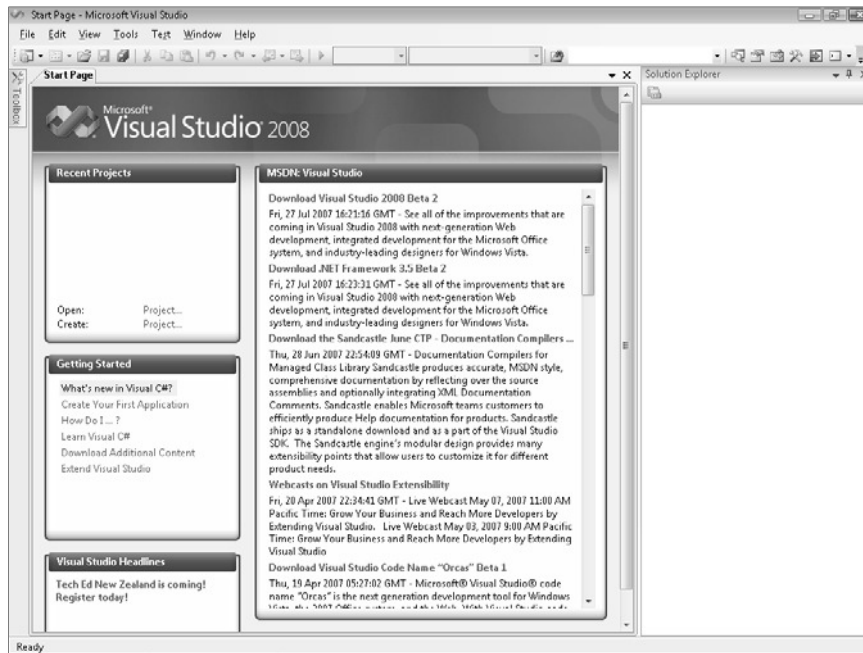 Start Page - Microsoft Visual Studio
File Edit View Tools Test Window Help
Toolbox
Start Page
Solution Explorer
Microsoft®
Visual Studio® 2008
Recent Projects
Open: Project...
Create: Project...
Getting Started
What's new in Visual C#?
Create Your First Application
How Do I ... ?
Learn Visual C#
Download Additional Content
Extend Visual Studio
Visual Studio Headlines
Tech Ed New Zealand is coming!
Register today!
MSDN: Visual Studio
Download Visual Studio 2008 Beta 2
Fri, 27 Jul 2007 16:21:16 GMT - See all of the improvements that are
coming in Visual Studio 2008 with next-generation Web
development, integrated development for the Microsoft Office
system, and industry-leading designers for Windows Vista.
Download .NET Framework 3.5 Beta 2
Fri, 27 Jul 2007 16:23:31 GMT - See all of the improvements that are
coming in Visual Studio 2008 with next-generation Web
development, integrated development for the Microsoft Office
system, and industry-leading designers for Windows Vista.
Download the Sandcastle June CTP - Documentation Compilers ...
Thu, 28 Jun 2007 22:54:09 GMT - Documentation Compilers for
Managed Class Library Sandcastle produces accurate, MSDN style,
comprehensive documentation by reflecting over the source
assemblies and optionally integrating XML Documentation
Comments. Sandcastle enables Microsoft teams customers to
efficiently produce Help documentation for products. Sandcastle
ships as a standalone download and as a part of the Visual Studio
SDK. The Sandcastle engine's modular design provides many
extensibility points that allow users to customize it for different
product needs.
Webcasts on Visual Studio Extensibility
Fri, 20 Apr 2007 22:34:41 GMT - Live Webcast May 07, 2007 11:00 AM
Pacific Time: Grow Your Business and Reach More Developers by
Extending Visual Studio. Live Webcast May 03, 2007 9:00 AM Pacific
Time: Grow Your Business and Reach More Developers by Extending
Visual Studio
Download Visual Studio Code Name “Orcas” Beta 1
Thu, 19 Apr 2007 05:27:02 GMT - Microsoft® Visual Studio® code
name “Orcas” is the next generation development tool for Windows
Vista, the 2007 Office system, and the Web. With Visual Studio code
Ready